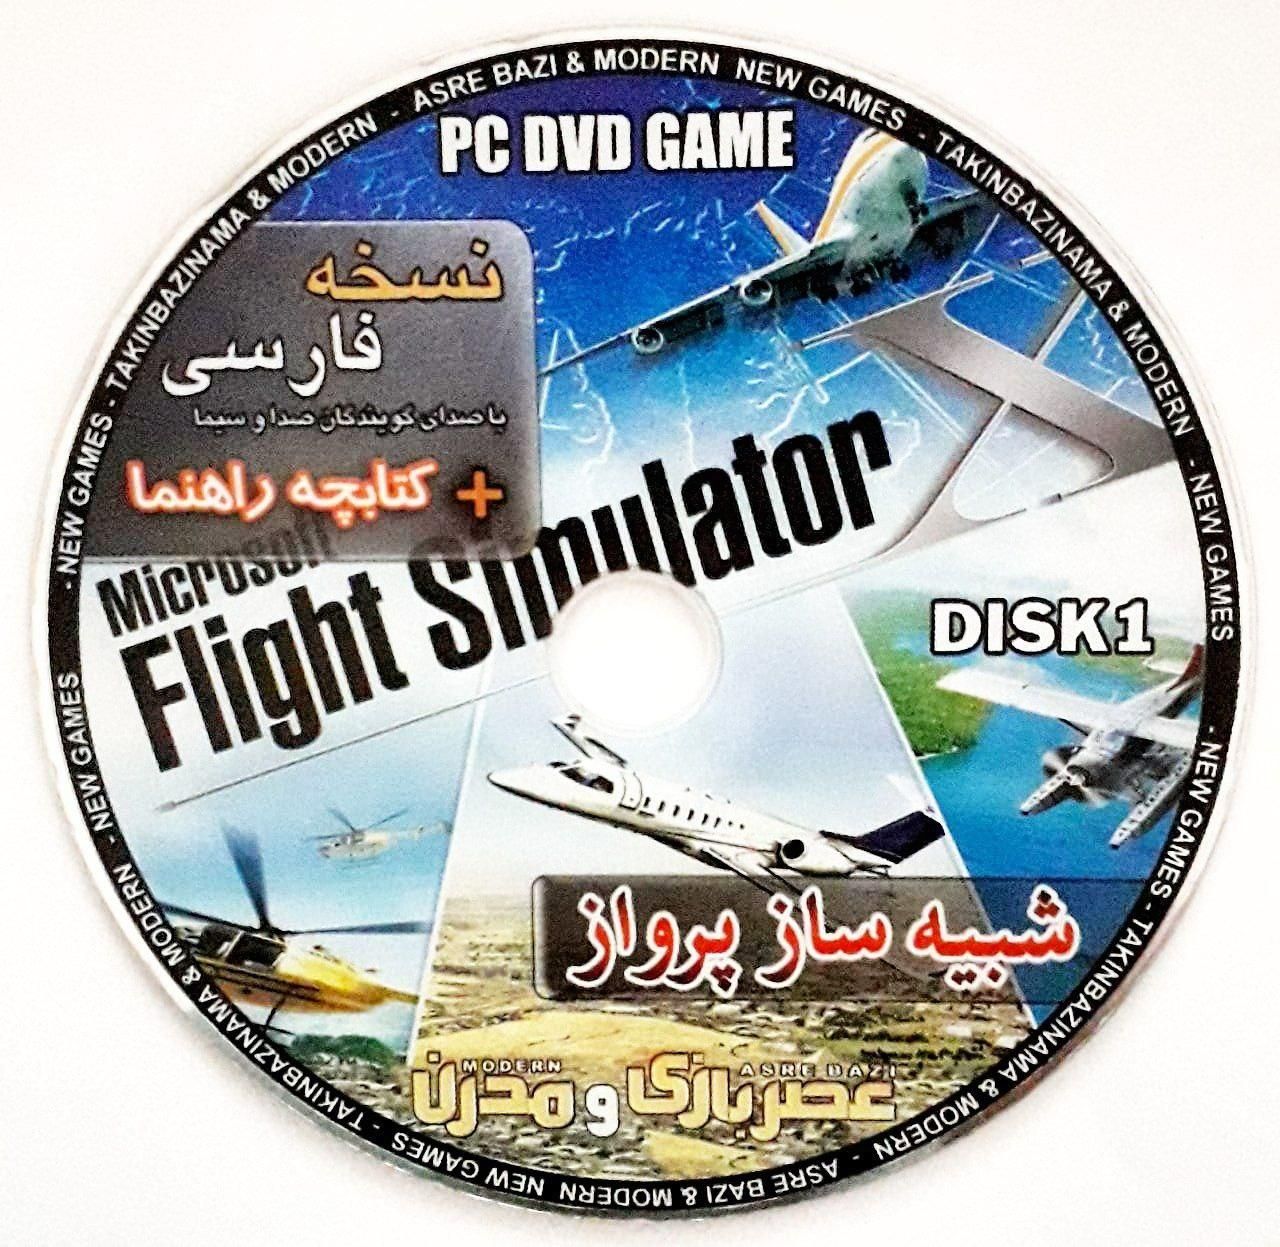 ASRE BAZI & MODERN NEW GAMES - TAKINBAZINAMA & MODERN - NEW GAMES - NEW GAMES - TAKINBAZINAMA & MODERN - ASRE BAZI & MODERN NEW GAMES - TAKINBAZINAMA & MODERN - NEW GAMES - NEW GAMES - TAKINBAZINAMA & MODERN -
PC DVD GAME
نسخه
فارسی
با صدای گویندگان صدا و سیما
+ کتابچه راهنما
Microsoft
Flight Simulator
DISK1
شبیه ساز پرواز
MODERN ASRE BAZI
عصر بازی و مدرن